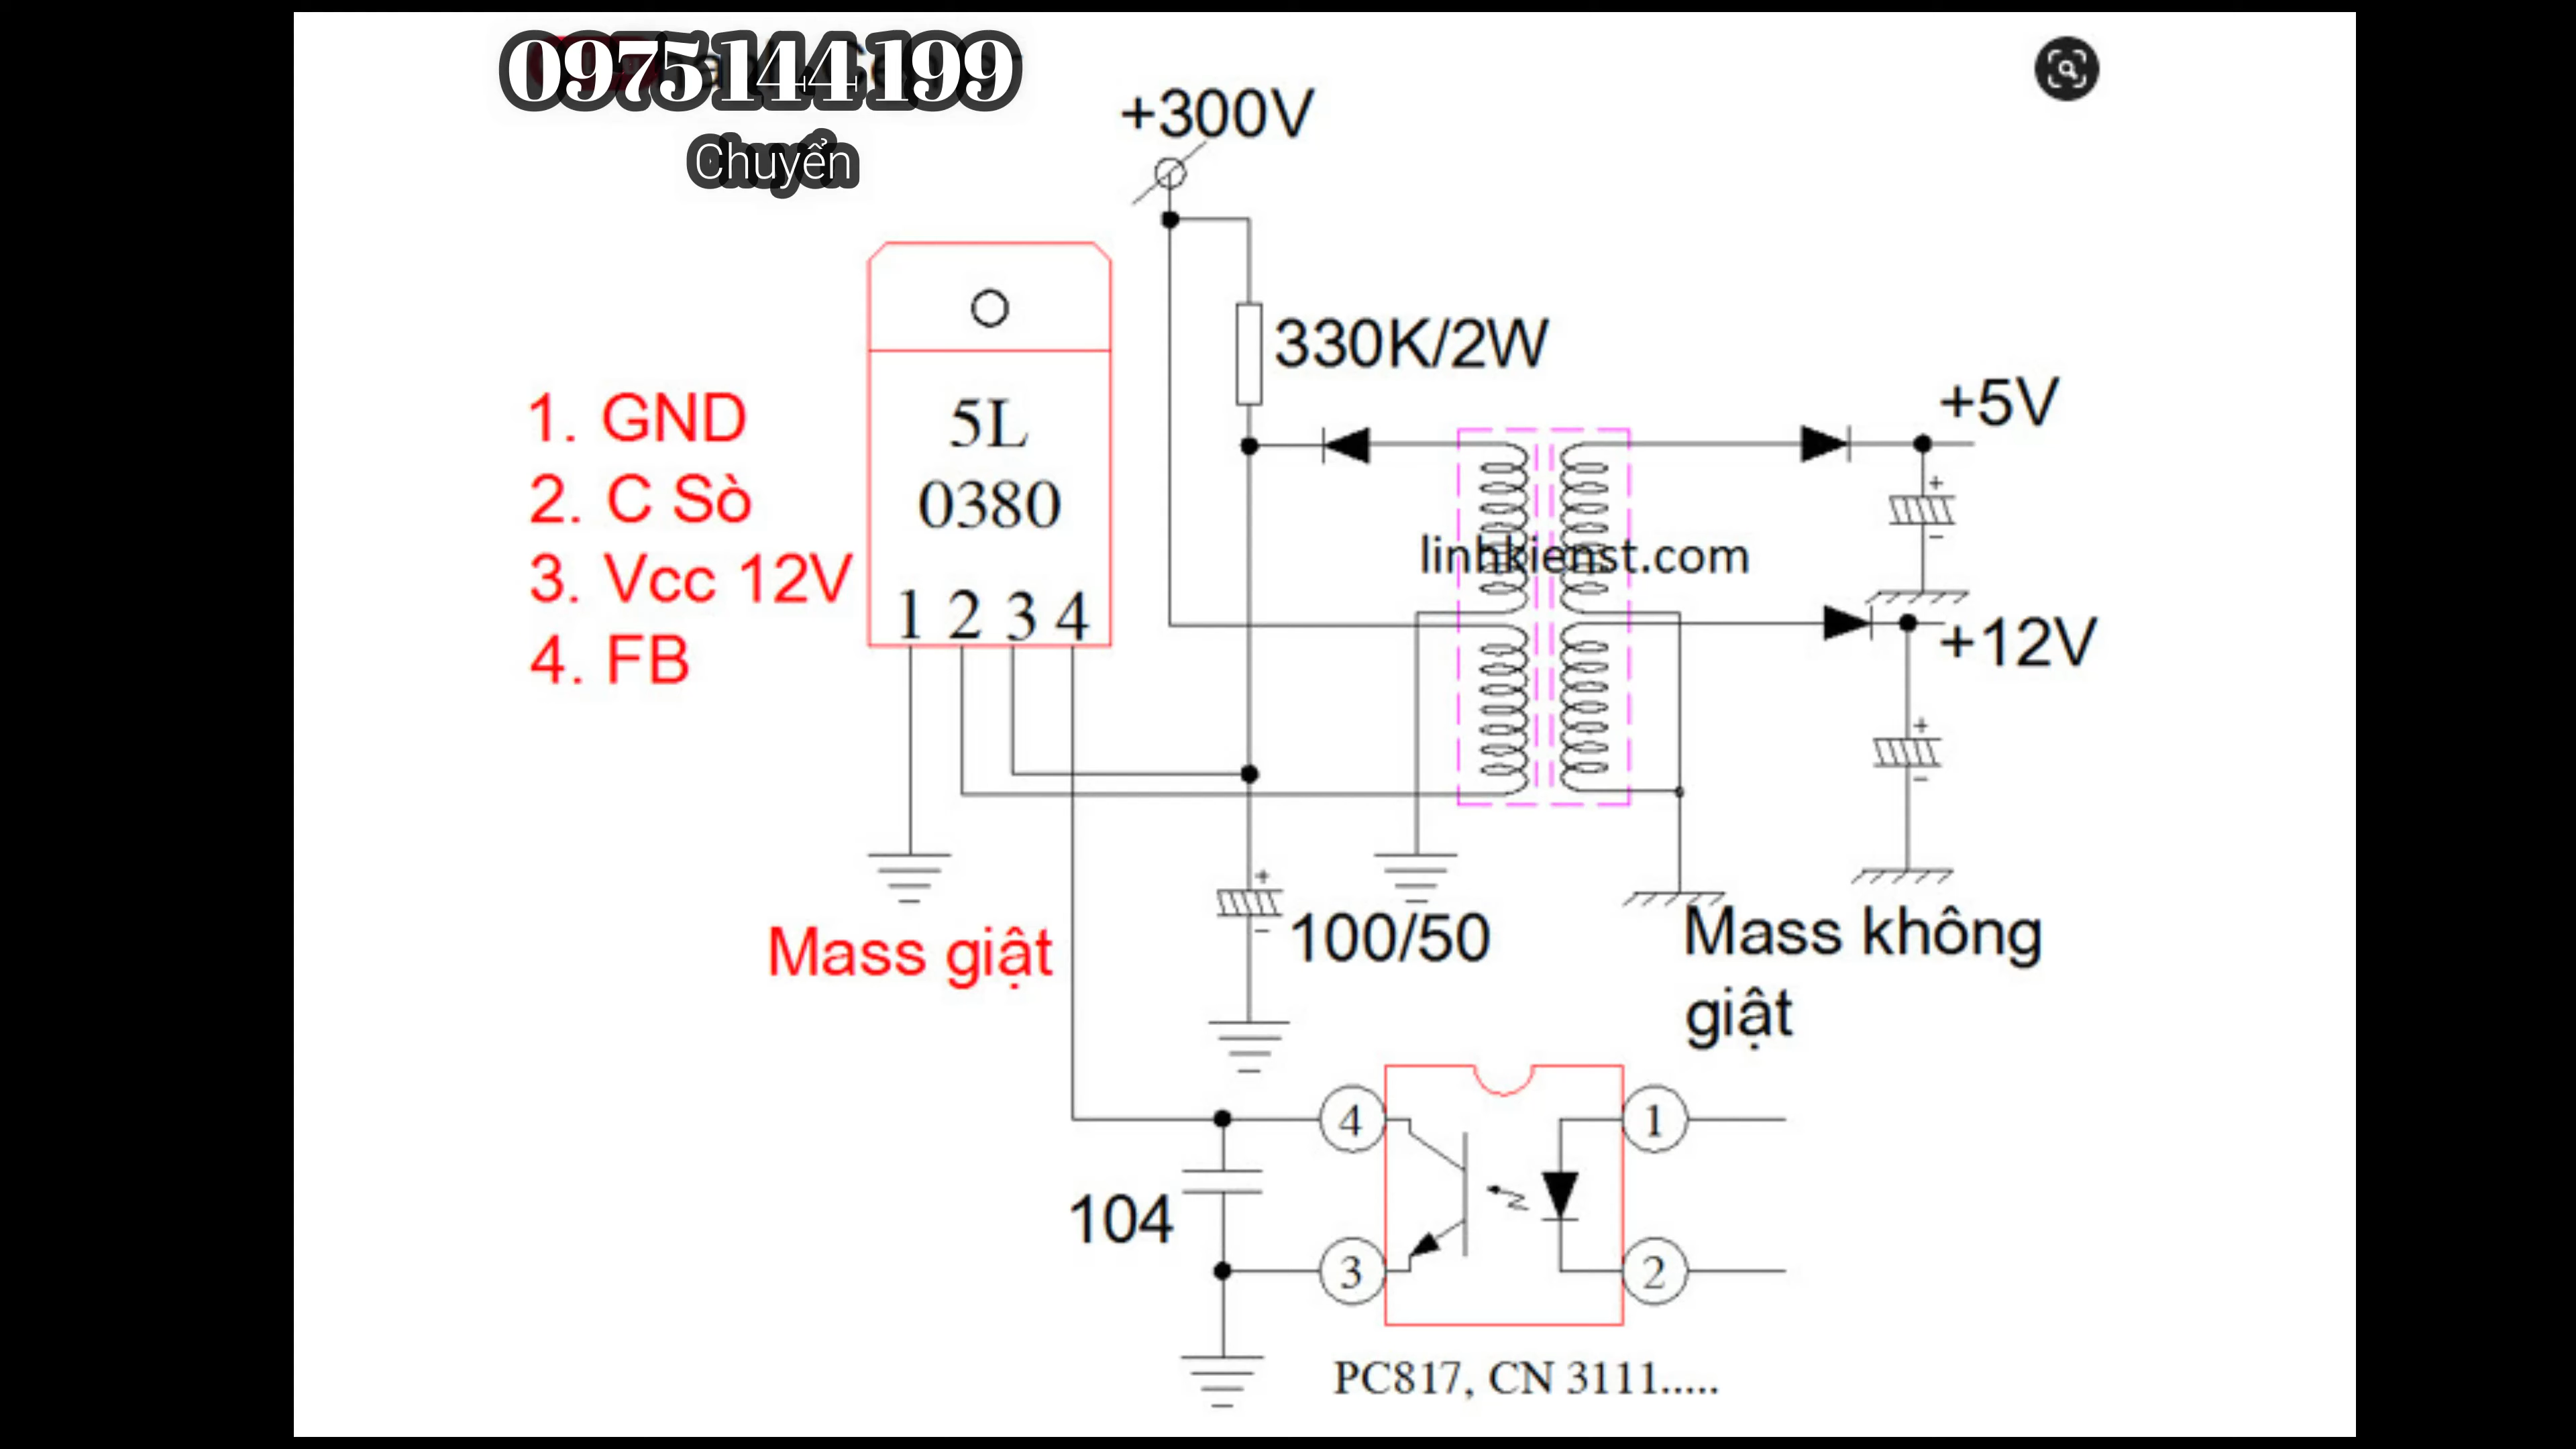 0975144199
Chuyển
+300V
330K/2W
5L
0380
1 2 3 4
1. GND
2. C Sò
3. Vcc 12V
4. FB
+5V
+
-
linhkienst.com
+12V
+
-
Mass giật
+
-
100/50
Mass không
giật
4
1
104
3
2
PC817, CN 3111.....